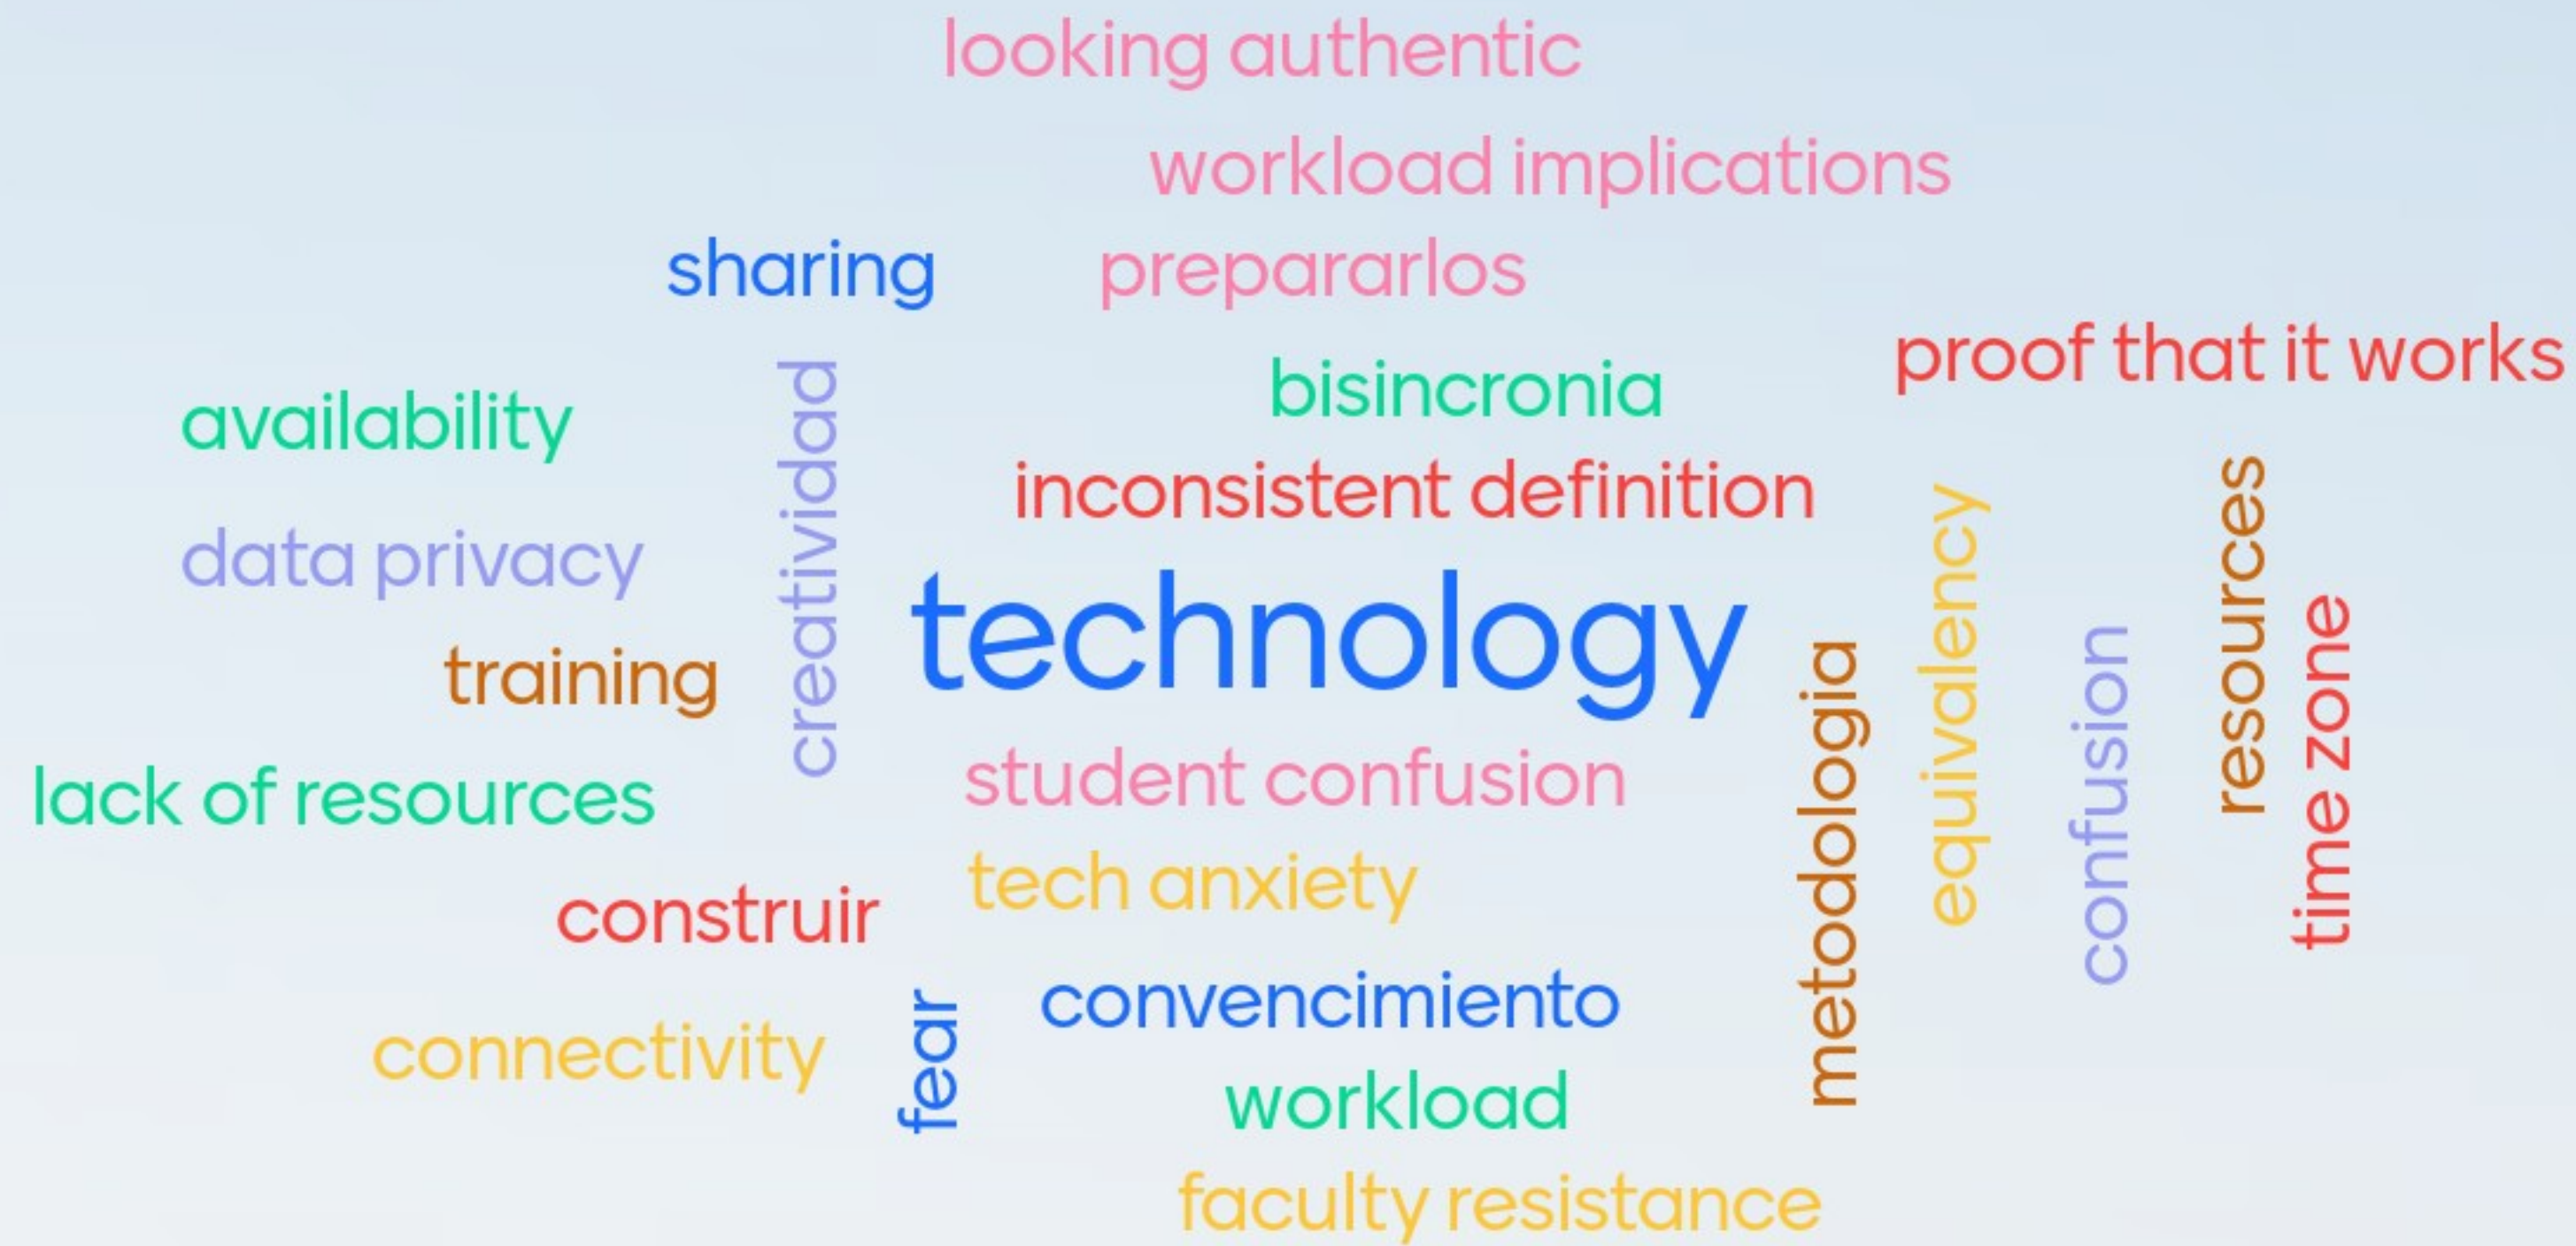 looking authentic
workload implications
sharing
prepararlos
proof that it works
bisincronia
availability
creatividad
inconsistent definition
resources
equivalency
data privacy
technology
time zone
confusion
metodologia
training
student confusion
lack of resources
tech anxiety
construir
convencimiento
fear
connectivity
workload
faculty resistance